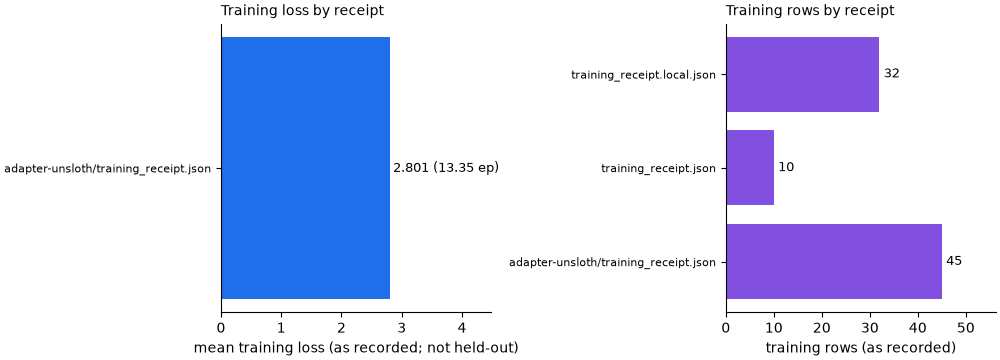 Training loss by receipt
adapter-unsloth/training_receipt.json
2.801 (13.35 ep)
0 1 2 3 4
mean training loss (as recorded; not held-out)
Training rows by receipt
training_receipt.local.json
32
training_receipt.json
10
adapter-unsloth/training_receipt.json
45
0 10 20 30 40 50
training rows (as recorded)